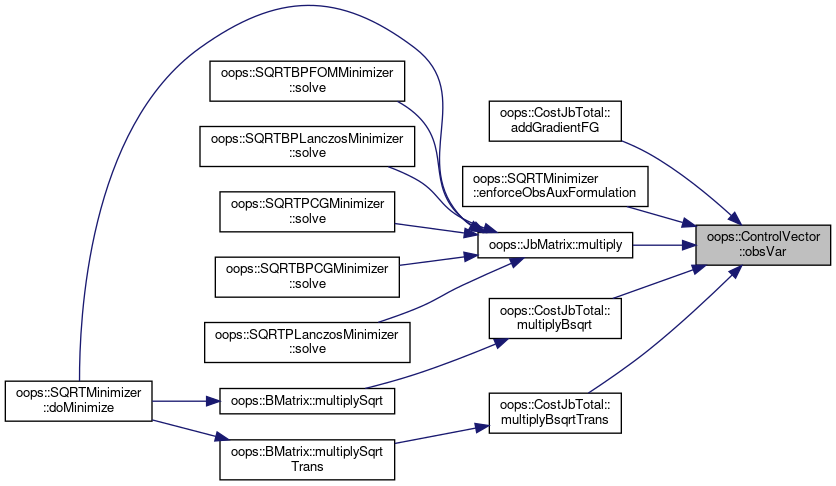 oops::SQRTBPFOMMinimizer
::solve
oops::SQRTBPLanczosMinimizer
::solve
oops::SQRTPCGMinimizer
::solve
oops::SQRTBPCGMinimizer
::solve
oops::SQRTPLanczosMinimizer
::solve
oops::SQRTMinimizer
::doMinimize
oops::BMatrix::multiplySqrt
oops::BMatrix::multiplySqrt
Trans
oops::CostJbTotal::
addGradientFG
oops::SQRTMinimizer
::enforceObsAuxFormulation
oops::JbMatrix::multiply
oops::CostJbTotal::
multiplyBsqrt
oops::CostJbTotal::
multiplyBsqrtTrans
oops::ControlVector
::obsVar